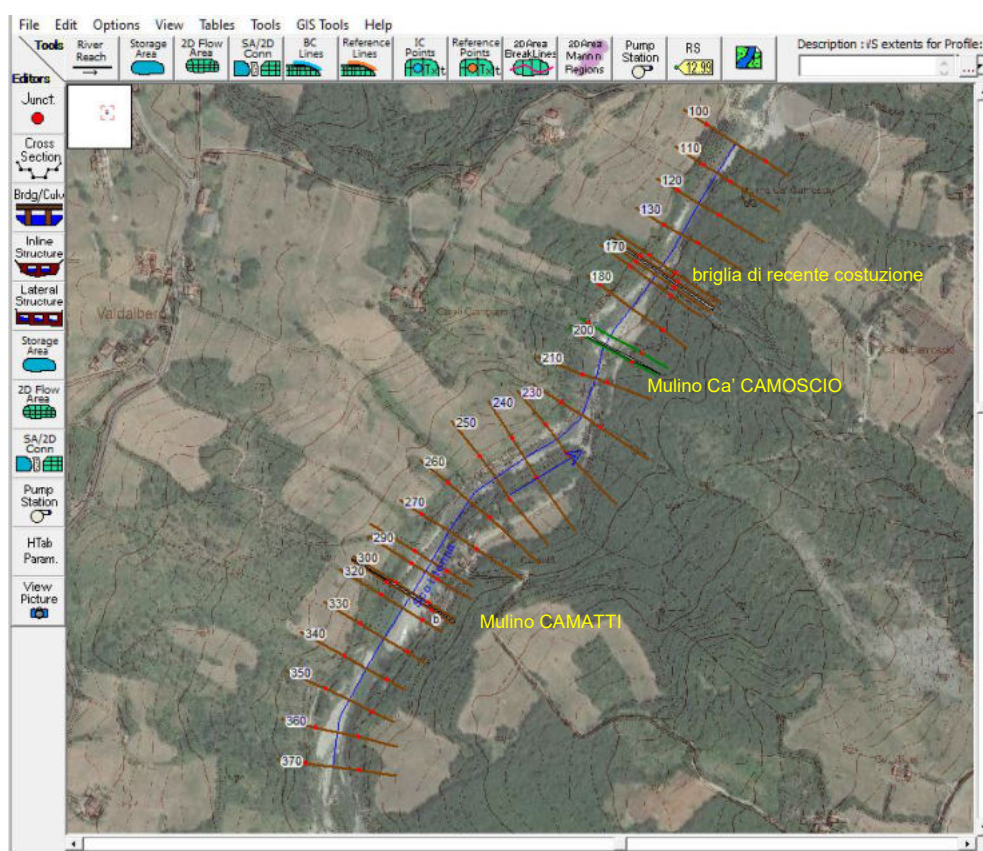 File Edit Options View Tables Tools GIS Tools Help
Tools
Editors
River
Reach
Storage
Area
2D Flow
Area
SA/2D
Conn
BC
Lines
Reference
Lines
IC
Points
Reference
Points
2D Area
BreakLines
2D Area
Mann n
Regions
Pump
Station
RS
12.99
Description :
/S extents for Profile:
...
Junct.
Cross
Section
Brdg/Culv
Inline
Structure
Lateral
Structure
Storage
Area
2D Flow
Area
SA/2D
Conn
Pump
Station
HTab
Param.
View
Picture
100
110
120
130
170
briglia di recente costuzione
180
Valdalbero
200
210
Mulino Ca' CAMOSCIO
230
240
250
260
270
290
300
320
b
Mulino CAMATTI
330
340
350
360
370